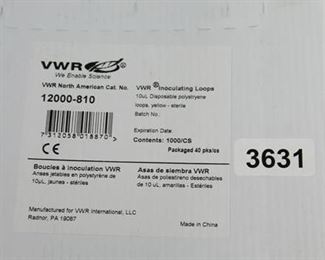 VWR
We Enable Science
VWR North American Cat. No.
12000-810
VWR® Inoculating Loops
10uL Disposable polystyrene
loops, yellow - sterile
Batch No.:
Expiration Date:
Contents: 1000/CS
Packaged 40 pks/cs
CE
3631
Boucles à inoculation VWR
Anses jetables en polystyrène de
10µL, jaunes - stériles
Asas de siembra VWR
Asas de poliestireno desechables
de 10 uL, amarillas - Estériles
Manufactured for VWR International, LLC
Radnor, PA 19087
Made in China